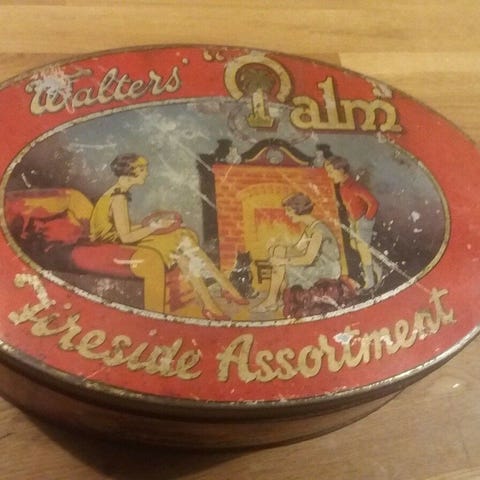 Walters' "Palm"
Fireside Assortment